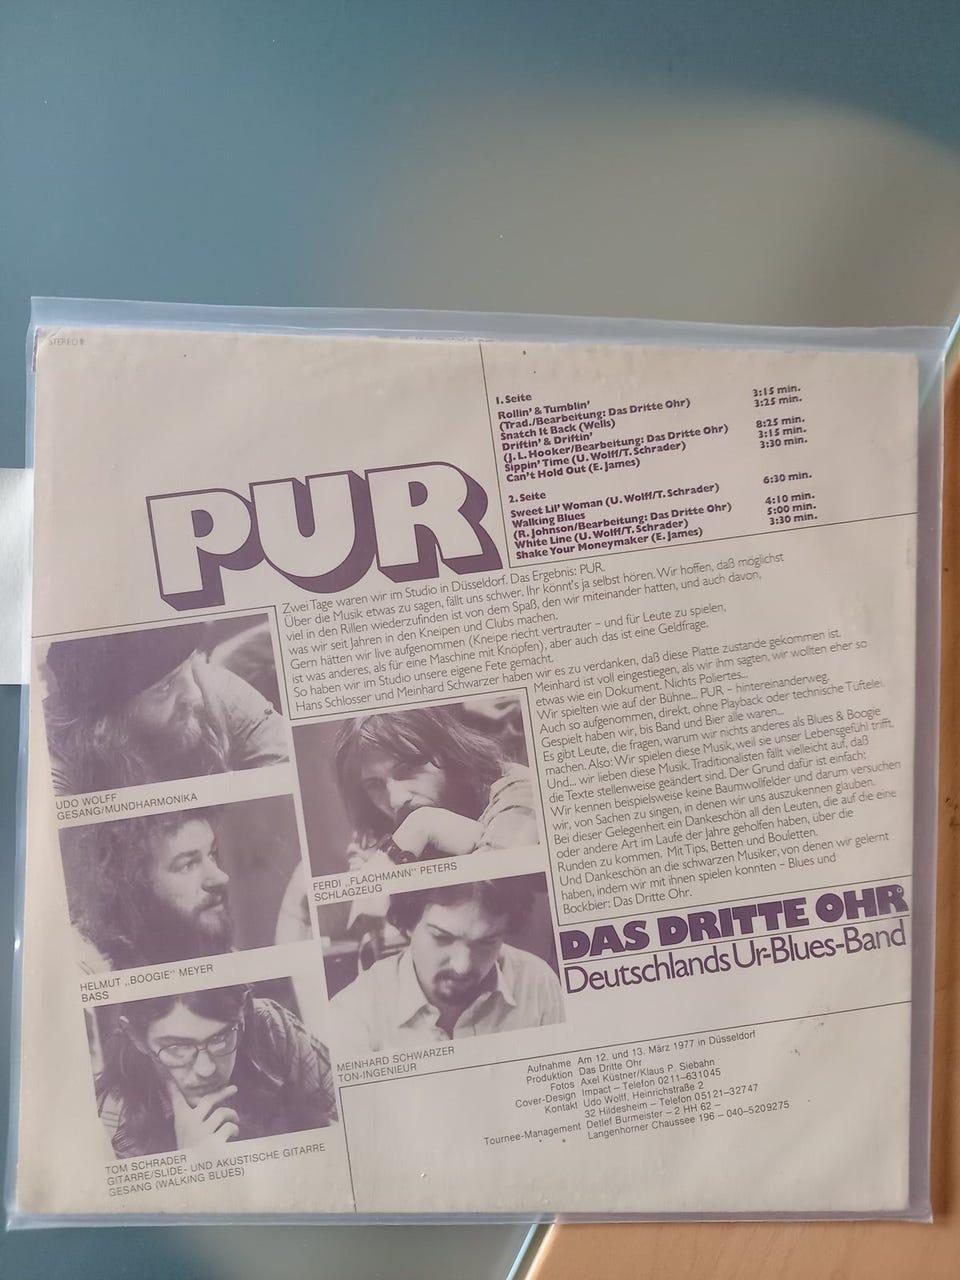 STEREO
PUR
1. Seite
Rollin' & Tumblin' 3:15 min.
(Trad./Bearbeitung: Das Dritte Ohr)
Snatch It Back (Wells) 3:25 min.
Driftin' & Driftin' 8:25 min.
(J. L. Hooker/Bearbeitung: Das Dritte Ohr)
Sippin' Time (U. Wolff/T. Schrader) 3:15 min.
Can't Hold Out (E. James) 3:30 min.
2. Seite
Sweet Lil' Woman (U. Wolff/T. Schrader) 6:30 min.
Walking Blues 4:10 min.
(R. Johnson/Bearbeitung: Das Dritte Ohr)
White Line (U. Wolff/T. Schrader) 5:00 min.
Shake Your Moneymaker (E. James) 3:30 min.
Zwei Tage waren wir im Studio in Düsseldorf. Das Ergebnis: PUR.
Über die Musik etwas zu sagen, fällt uns schwer. Ihr könnt's ja selbst hören. Wir hoffen, daß möglichst
viel in den Rillen wiederzufinden ist von dem Spaß, den wir miteinander hatten, und auch davon,
was wir seit Jahren in den Kneipen und Clubs machen.
Gern hätten wir live aufgenommen (Kneipe riecht vertrauter – und für Leute zu spielen,
ist was anderes, als für eine Maschine mit Knöpfen), aber auch das ist eine Geldfrage.
So haben wir im Studio unsere eigene Fete gemacht.
Hans Schlosser und Meinhard Schwarzer haben wir es zu verdanken, daß diese Platte zustande gekommen ist.
Meinhard ist voll eingestiegen, als wir ihm sagten, wir wollten eher so
etwas wie ein Dokument. Nichts Poliertes...
Wir spielten wie auf der Bühne... PUR – hintereinanderweg.
Auch so aufgenommen, direkt, ohne Playback oder technische Tüftelei.
Gespielt haben wir, bis Band und Bier alle waren...
Es gibt Leute, die fragen, warum wir nichts anderes als Blues & Boogie
machen. Also: Wir spielen diese Musik, weil sie unser Lebensgefühl trifft.
Und... wir lieben diese Musik. Traditionalisten fällt vielleicht auf, daß
die Texte stellenweise geändert sind. Der Grund dafür ist einfach:
Wir kennen beispielsweise keine Baumwollfelder und darum versuchen
wir, von Sachen zu singen, in denen wir uns auszukennen glauben.
Bei dieser Gelegenheit ein Dankeschön all den Leuten, die auf die eine
oder andere Art im Laufe der Jahre geholfen haben, über die
Runden zu kommen. Mit Tips, Betten und Bouletten.
Und Dankeschön an die schwarzen Musiker, von denen wir gelernt
haben, indem wir mit ihnen spielen konnten – Blues und
Bockbier: Das Dritte Ohr.
UDO WOLFF
GESANG/MUNDHARMONIKA
FERDI „FLACHMANN" PETERS
SCHLAGZEUG
HELMUT „BOOGIE" MEYER
BASS
MEINHARD SCHWARZER
TON-INGENIEUR
TOM SCHRADER
GITARRE/SLIDE- UND AKUSTISCHE GITARRE
GESANG (WALKING BLUES)
DAS DRITTE OHR
Deutschlands Ur-Blues-Band
Aufnahme Am 12. und 13. März 1977 in Düsseldorf
Produktion Das Dritte Ohr
Fotos Axel Küstner/Klaus P. Siebahn
Cover-Design Impact – Telefon 0211–631045
Kontakt Udo Wolff, Heinrichstraße 2
32 Hildesheim – Telefon 05121–32747
Tournee-Management Detlef Burmeister – 2 HH 62 –
Langenhorner Chaussee 196 – 040–5209275